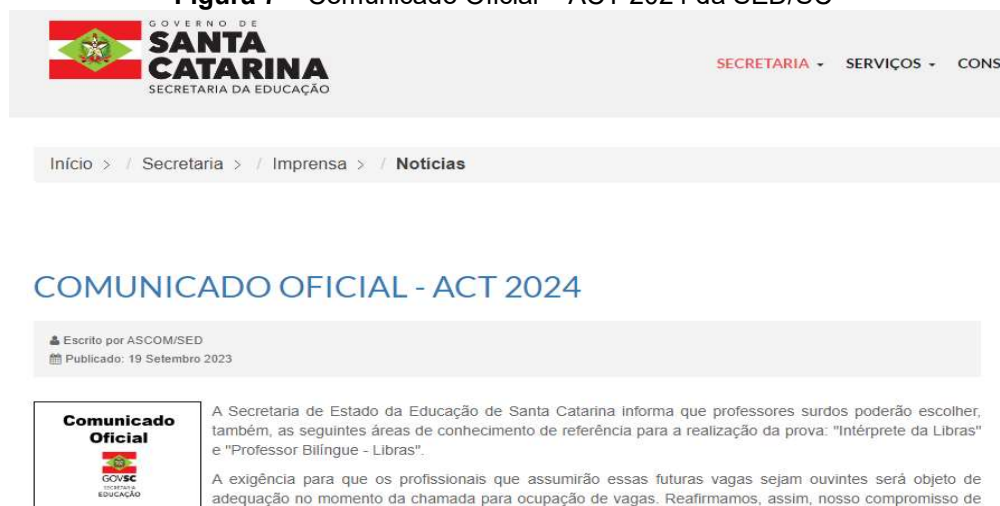 Figura 7 – Comunicado Oficial – ACT 2024 da SED/SC
GOVERNO DE
SANTA
CATARINA
SECRETARIA DA EDUCAÇÃO
SECRETARIA SERVIÇOS CONS
Início > / Secretaria > / Imprensa > / Notícias
COMUNICADO OFICIAL - ACT 2024
Escrito por ASCOM/SED
Publicado: 19 Setembro 2023
Comunicado
Oficial
GOVSC
SECRETARIA
EDUCAÇÃO
A Secretaria de Estado da Educação de Santa Catarina informa que professores surdos poderão escolher,
também, as seguintes áreas de conhecimento de referência para a realização da prova: "Intérprete da Libras"
e "Professor Bilíngue - Libras".
A exigência para que os profissionais que assumirão essas futuras vagas sejam ouvintes será objeto de
adequação no momento da chamada para ocupação de vagas. Reafirmamos, assim, nosso compromisso de